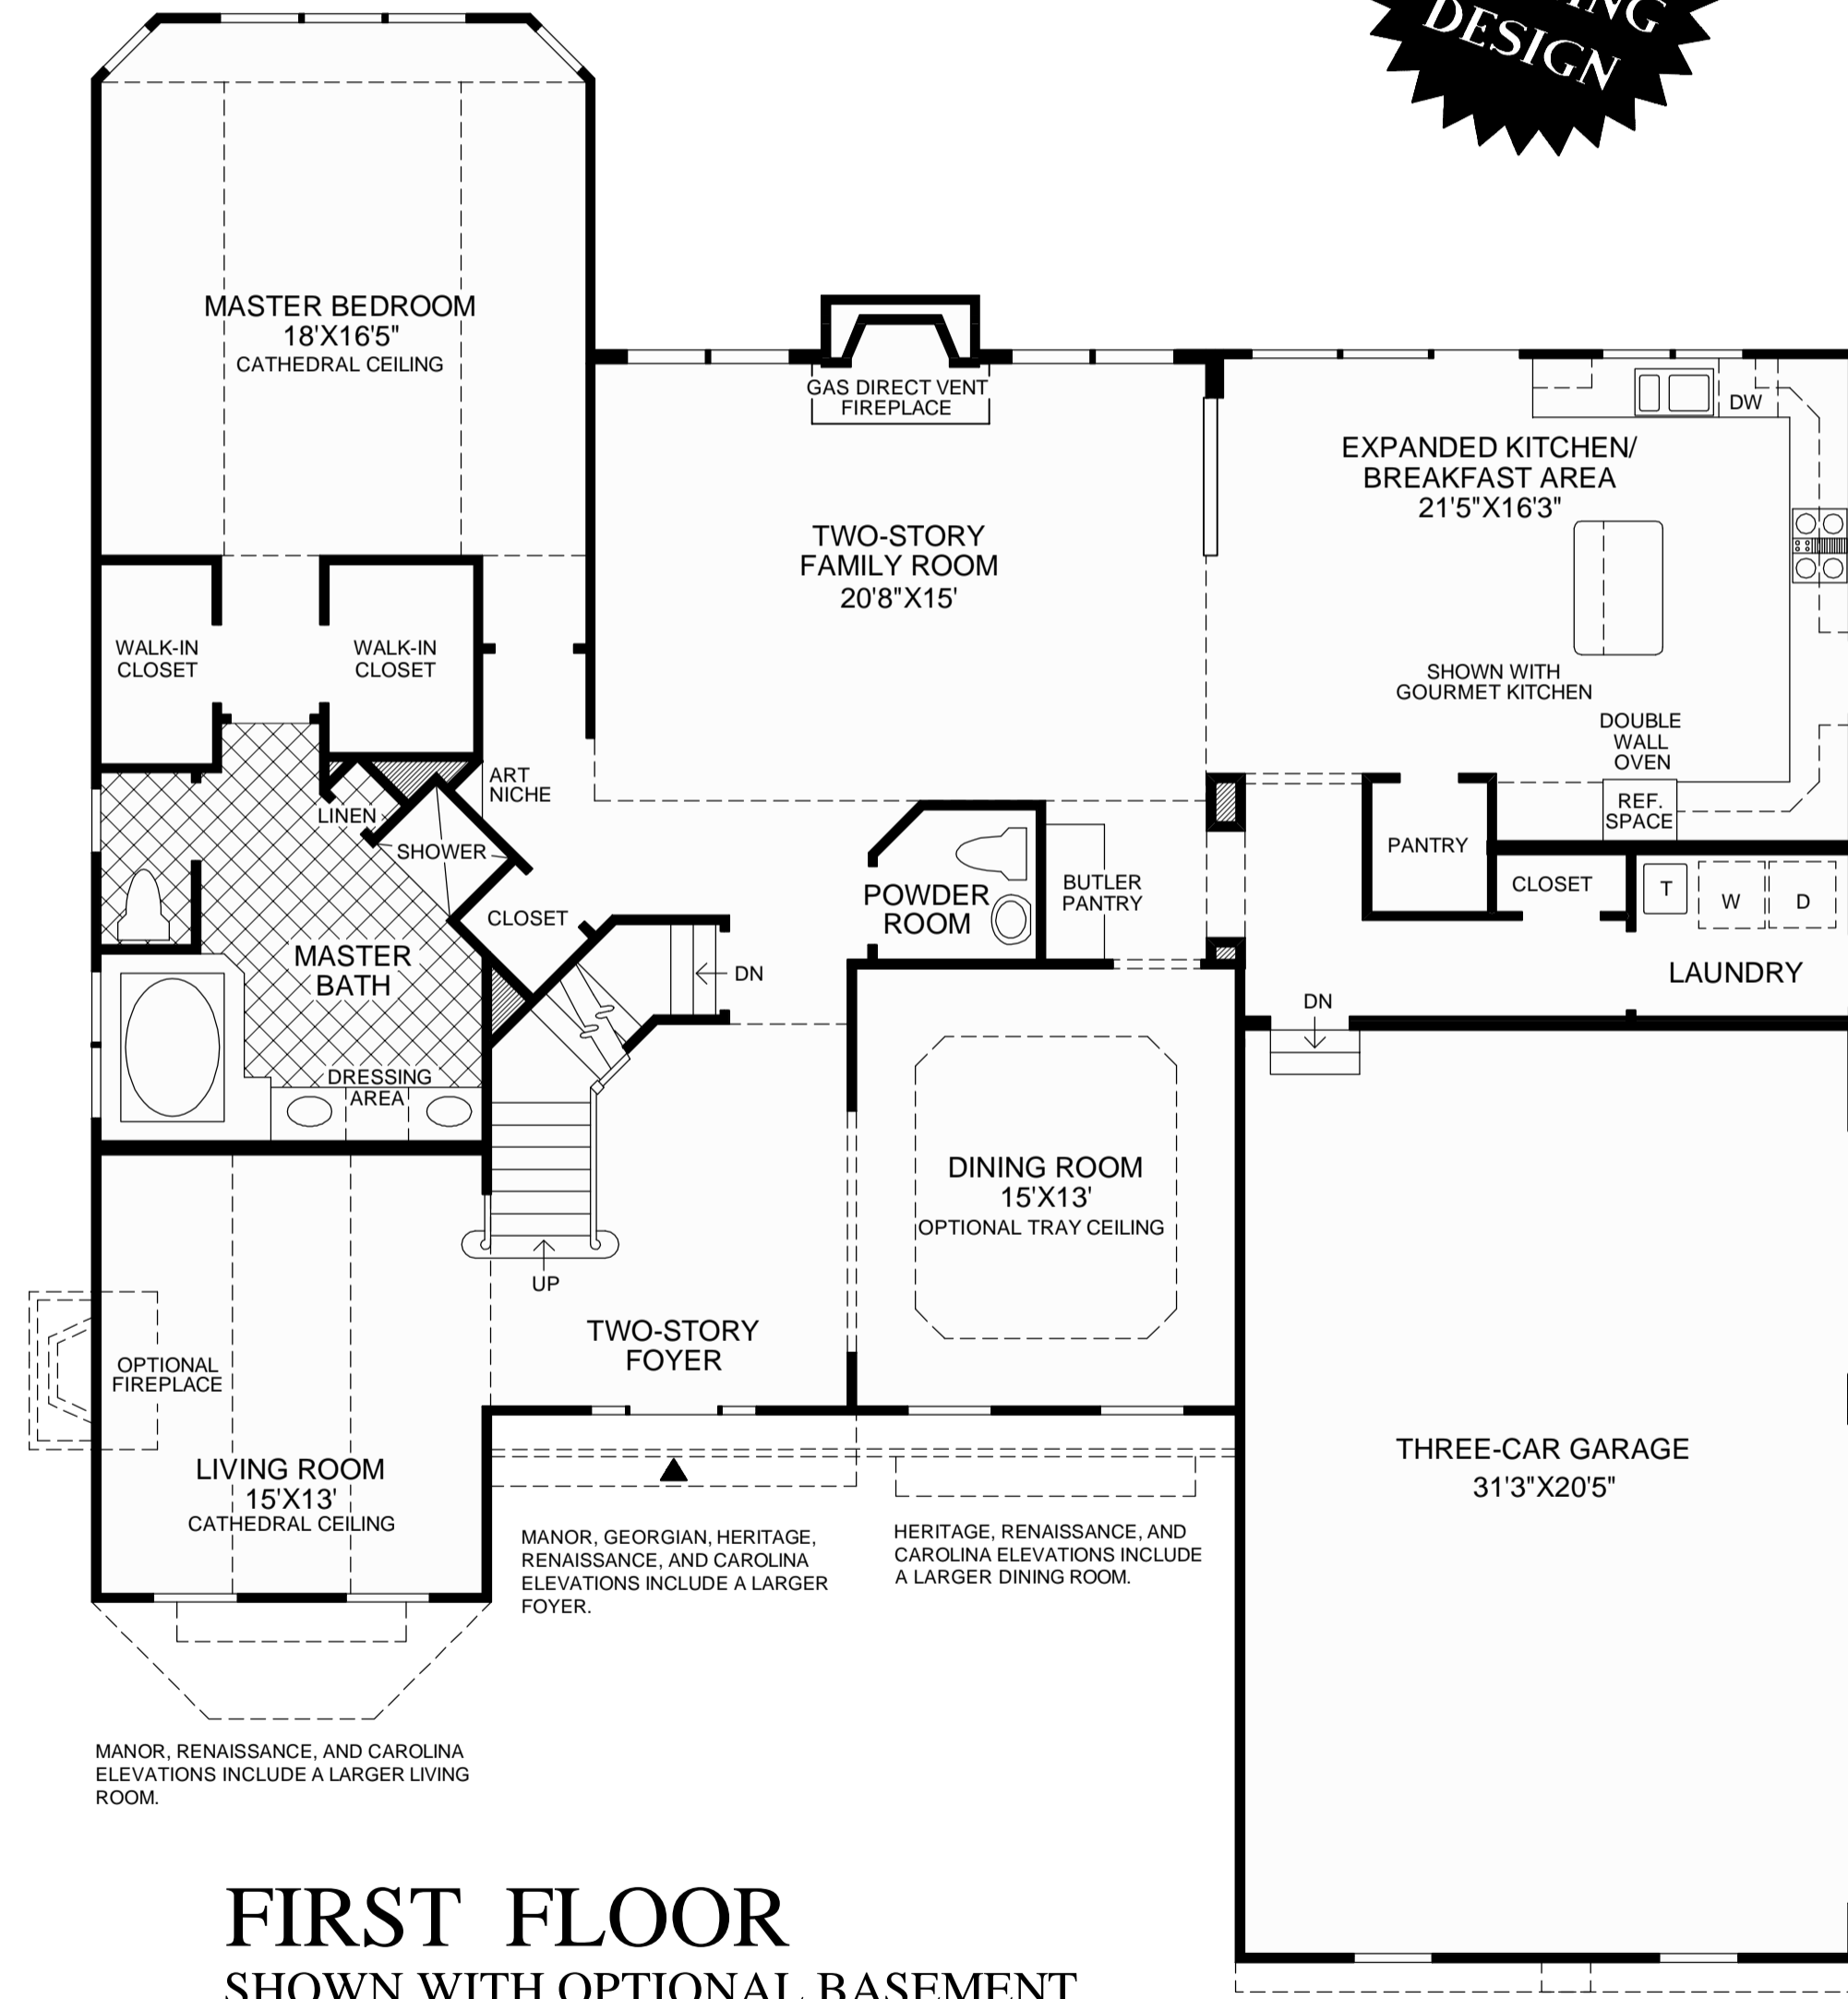 DESIGN
MASTER BEDROOM
18'X16'5"
CATHEDRAL CEILING
GAS DIRECT VENT
FIREPLACE
DW
EXPANDED KITCHEN/
BREAKFAST AREA
21'5"X16'3"
TWO-STORY
FAMILY ROOM
20'8"X15'
WALK-IN
CLOSET
WALK-IN
CLOSET
SHOWN WITH
GOURMET KITCHEN
DOUBLE
WALL
OVEN
REF.
SPACE
ART
NICHE
LINEN
SHOWER
CLOSET
PANTRY
CLOSET
POWDER
ROOM
BUTLER
PANTRY
T
W
D
MASTER
BATH
DN
LAUNDRY
DN
DRESSING
AREA
DINING ROOM
15'X13'
OPTIONAL TRAY CEILING
UP
TWO-STORY
FOYER
OPTIONAL
FIREPLACE
LIVING ROOM
15'X13'
CATHEDRAL CEILING
THREE-CAR GARAGE
31'3"X20'5"
MANOR, GEORGIAN, HERITAGE,
RENAISSANCE, AND CAROLINA
ELEVATIONS INCLUDE A LARGER
FOYER.
HERITAGE, RENAISSANCE, AND
CAROLINA ELEVATIONS INCLUDE
A LARGER DINING ROOM.
MANOR, RENAISSANCE, AND CAROLINA
ELEVATIONS INCLUDE A LARGER LIVING
ROOM.
FIRST FLOOR
SHOWN WITH OPTIONAL BASEMENT